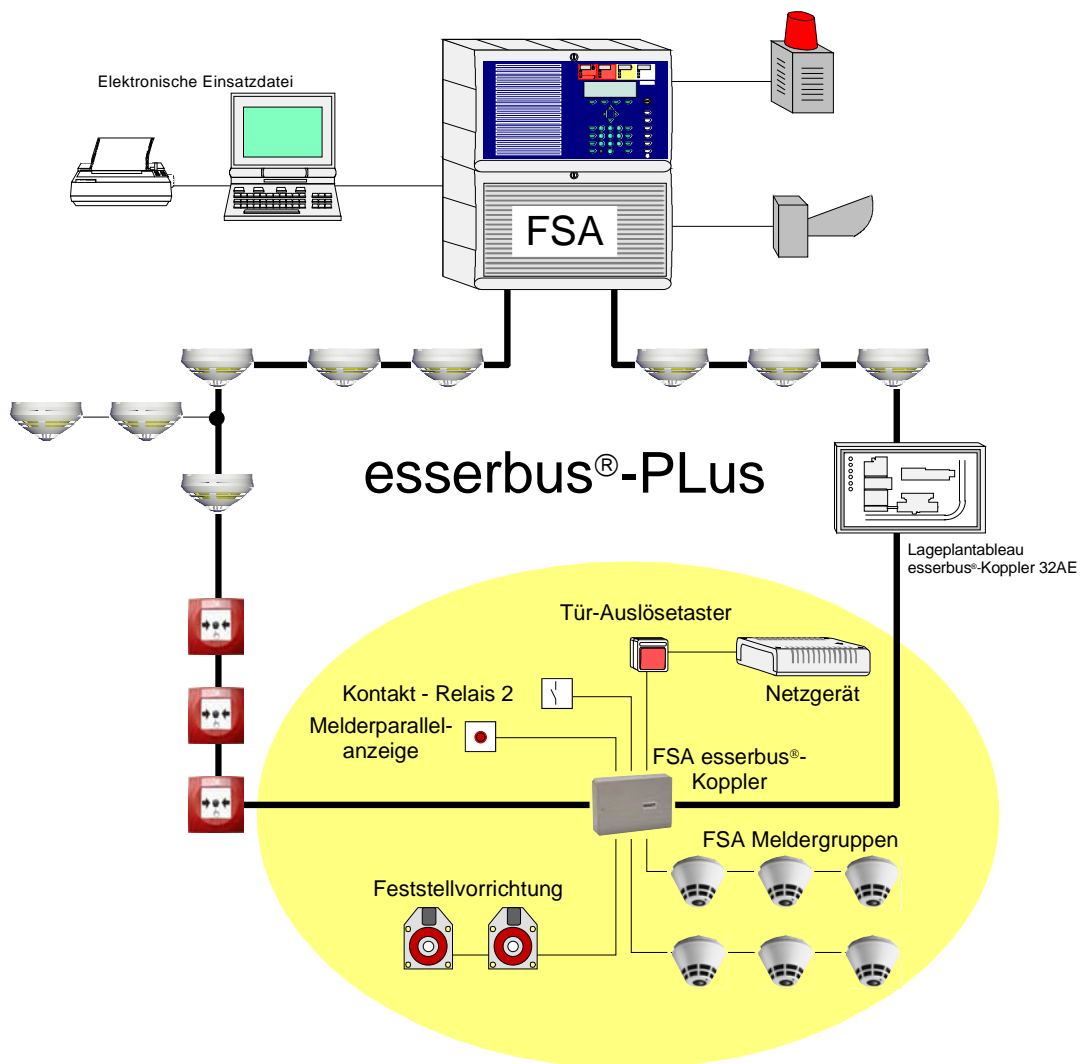 Elektronische Einsatzdatei
FSA
esserbus®-PLus
Lageplantableau
esserbus®-Koppler 32AE
Tür-Auslösetaster
Kontakt - Relais 2
Netzgerät
Melderparallel-
anzeige
FSA esserbus®-
Koppler
FSA Meldergruppen
Feststellvorrichtung